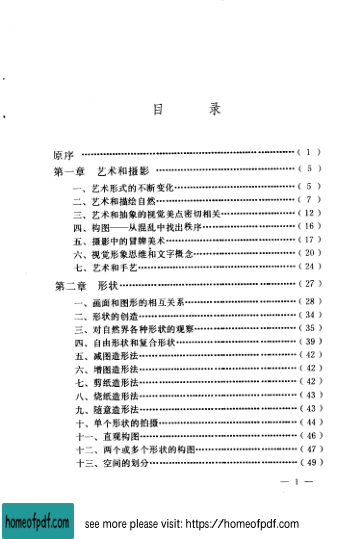 目 录
原序 ……………………………………………( 1 )
第一章 艺术和摄影 ……………………………( 5 )
一、艺术形式的不断变化………………………( 5 )
二、艺术和描绘自然……………………………( 7 )
三、艺术和抽象的视觉美点密切相关…………(12)
四、构图——从混乱中找出秩序………………(16)
五、摄影中的冒牌美术…………………………(17)
六、视觉形象思维和文字概念…………………(20)
七、艺术和手艺…………………………………(24)
第二章 形状 ……………………………………(27)
一、画面和图形的相互关系……………………(28)
二、形状的创造…………………………………(34)
三、对自然界各种形状的观察…………………(35)
四、自由形状和复合形状………………………(39)
五、减图造形法…………………………………(42)
六、增图造形法…………………………………(42)
七、剪纸造形法…………………………………(42)
八、烧纸造形法…………………………………(43)
九、随意造形法…………………………………(43)
十、单个形状的拍摄……………………………(44)
十一、直观构图…………………………………(46)
十二、两个或多个形状的构图…………………(47)
十三、空间的划分………………………………(49)
— 1 —
homeofpdf.com
see more please visit: https://homeofpdf.com